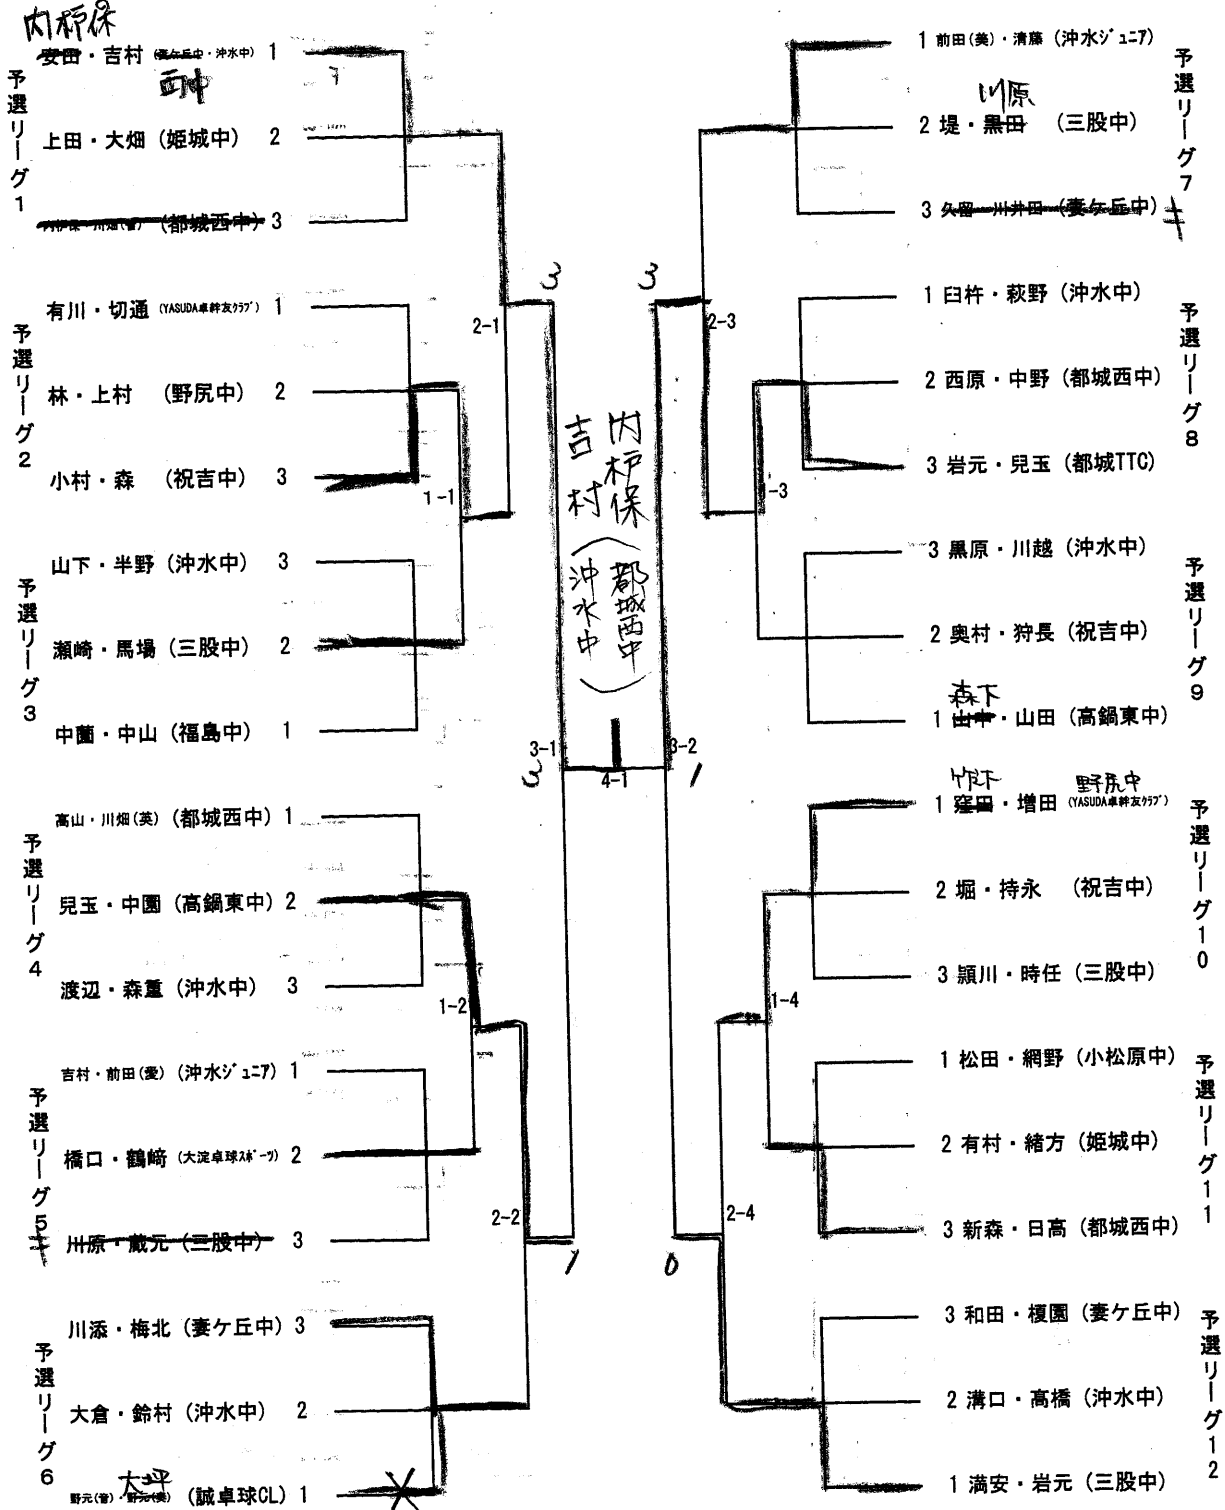 内枦保
安田・吉村 (妻ケ丘中・沖水中) 1
西中
予選リーグ1
上田・大畑 (姫城中) 2
(都城西中) 3
予選リーグ2
有川・切通 (YASUDA卓絆友クラブ) 1
林・上村 (野尻中) 2
小村・森 (祝吉中) 3
予選リーグ3
山下・半野 (沖水中) 3
瀬崎・馬場 (三股中) 2
中薗・中山 (福島中) 1
予選リーグ4
高山・川畑(英) (都城西中) 1
兒玉・中園 (高鍋東中) 2
渡辺・森重 (沖水中) 3
予選リーグ5
吉村・前田(愛) (沖水ジュニア) 1
橋口・鶴崎 (大淀卓球スポーツ) 2
川原・蔵元 (三股中) 3
予選リーグ6
川添・梅北 (妻ケ丘中) 3
大倉・鈴村 (沖水中) 2
大坪
野元(音)・野元(美) (誠卓球CL) 1
1-1
1-2
2-1
2-2
3
3-1
3
1
内枦保
吉村
(都城西中
沖水中)
4-1
3
3-2
1
0
2-3
1-3
1-4
2-4
予選リーグ7
1 前田(美)・清藤 (沖水ジュニア)
川原
2 堤・黒田 (三股中)
3 久留・川井田 (妻ケ丘中)
予選リーグ8
1 臼杵・萩野 (沖水中)
2 西原・中野 (都城西中)
3 岩元・兒玉 (都城TTC)
予選リーグ9
3 黒原・川越 (沖水中)
2 奥村・狩長 (祝吉中)
森下
1 山中・山田 (高鍋東中)
予選リーグ10
竹下 野尻中
1 窪田・増田 (YASUDA卓絆友クラブ)
2 堀・持永 (祝吉中)
3 頴川・時任 (三股中)
予選リーグ11
1 松田・網野 (小松原中)
2 有村・緒方 (姫城中)
3 新森・日高 (都城西中)
予選リーグ12
3 和田・榎園 (妻ケ丘中)
2 溝口・高橋 (沖水中)
1 満安・岩元 (三股中)